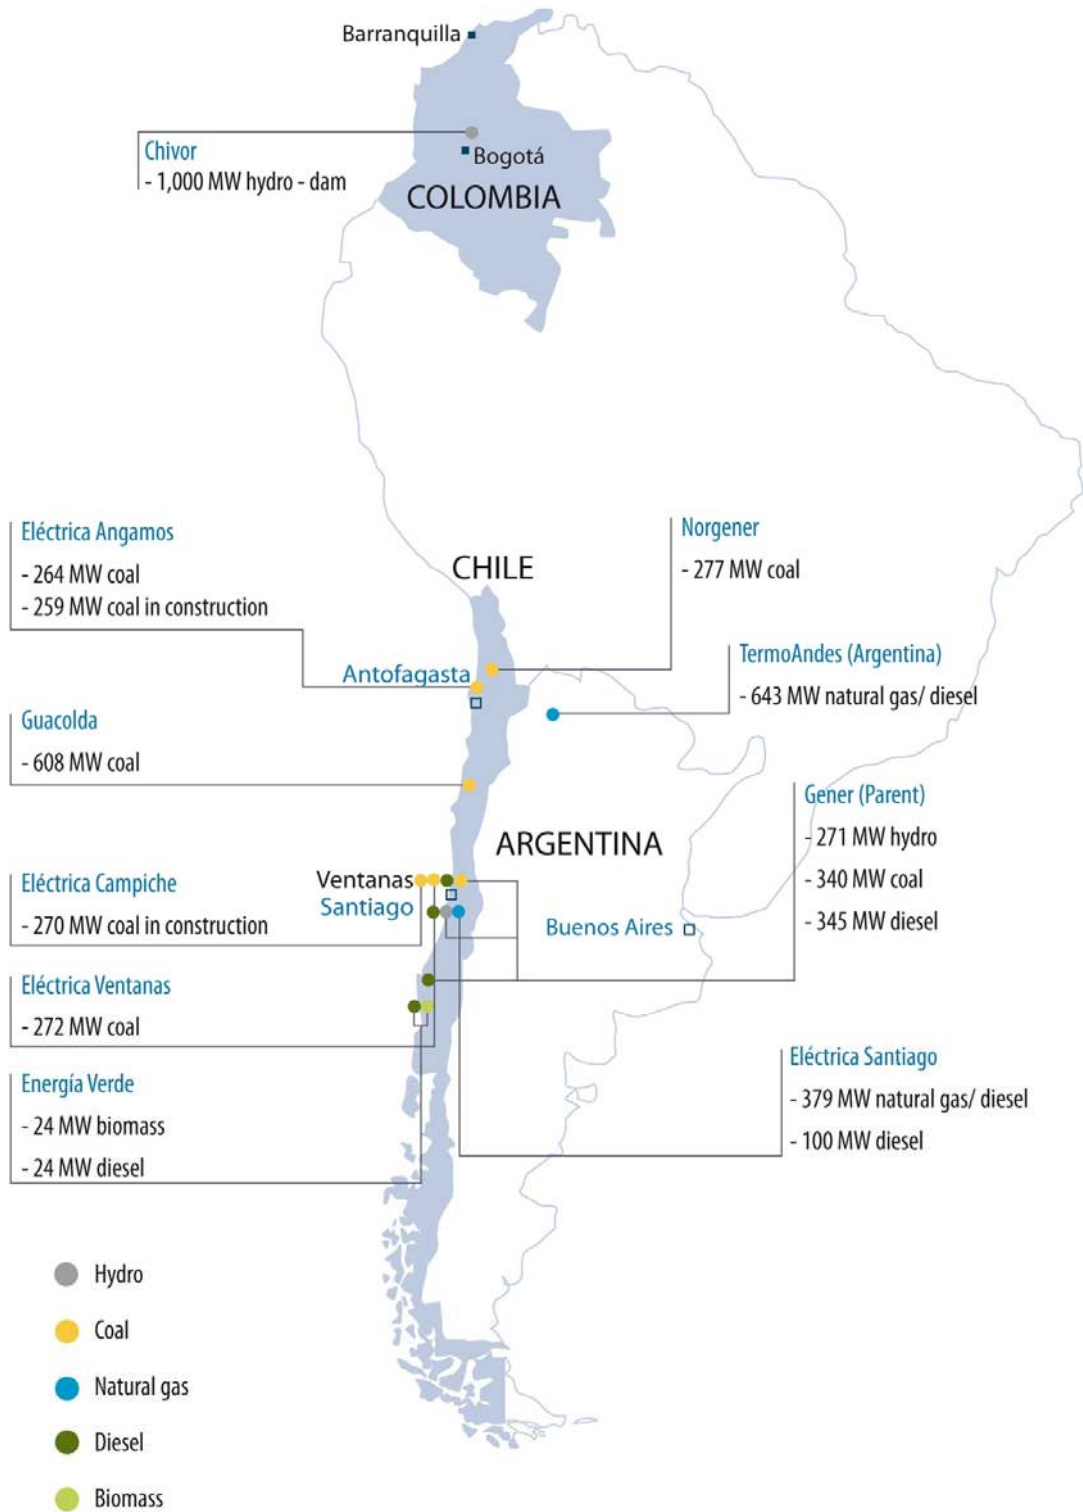 Barranquilla
Chivor
- 1,000 MW hydro - dam
Bogotá
COLOMBIA
Eléctrica Angamos
- 264 MW coal
- 259 MW coal in construction
CHILE
Norgener
- 277 MW coal
Antofagasta
TermoAndes (Argentina)
- 643 MW natural gas/ diesel
Guacolda
- 608 MW coal
Gener (Parent)
- 271 MW hydro
- 340 MW coal
- 345 MW diesel
ARGENTINA
Eléctrica Campiche
- 270 MW coal in construction
Ventanas
Santiago
Buenos Aires
Eléctrica Ventanas
- 272 MW coal
Eléctrica Santiago
- 379 MW natural gas/ diesel
- 100 MW diesel
Energía Verde
- 24 MW biomass
- 24 MW diesel
Hydro
Coal
Natural gas
Diesel
Biomass